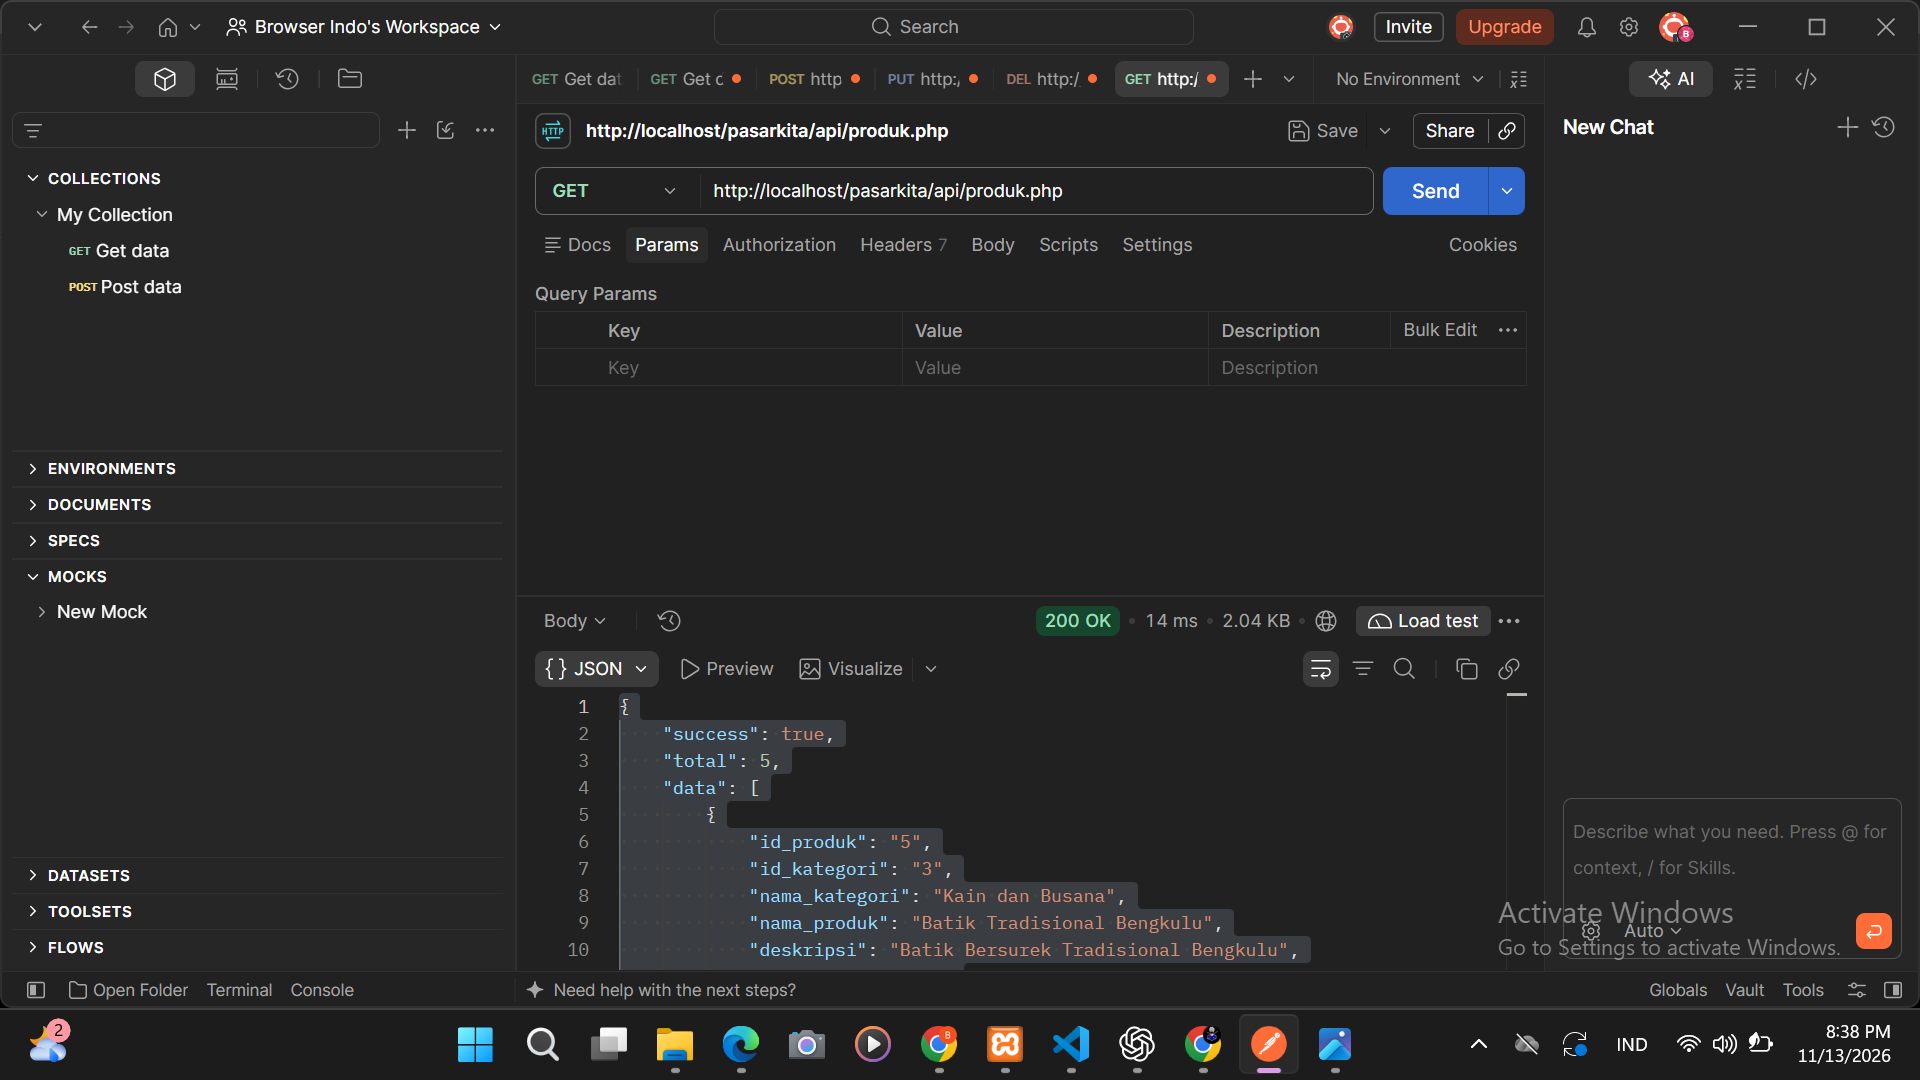 Browser Indo's Workspace
Search
Invite
Upgrade
B
GET Get dat
GET Get c
POST http
PUT http:/
DEL http:/
GET http:/
No Environment
AI
HTTP
http://localhost/pasarkita/api/produk.php
Save
Share
New Chat
COLLECTIONS
My Collection
GET Get data
POST Post data
GET
http://localhost/pasarkita/api/produk.php
Send
Docs
Params
Authorization
Headers 7
Body
Scripts
Settings
Cookies
Query Params
Key
Value
Description
Bulk Edit
Key
Value
Description
ENVIRONMENTS
DOCUMENTS
SPECS
MOCKS
New Mock
DATASETS
TOOLSETS
FLOWS
Body
200 OK
14 ms
2.04 KB
Load test
{} JSON
Preview
Visualize
1 {
2 "success": true,
3 "total": 5,
4 "data": [
5 {
6 "id_produk": "5",
7 "id_kategori": "3",
8 "nama_kategori": "Kain dan Busana",
9 "nama_produk": "Batik Tradisional Bengkulu",
10 "deskripsi": "Batik Bersurek Tradisional Bengkulu",
Describe what you need. Press @ for
context, / for Skills.
Auto
Activate Windows
Go to Settings to activate Windows.
Open Folder
Terminal
Console
Need help with the next steps?
Globals
Vault
Tools
2
B
IND
8:38 PM
11/13/2026